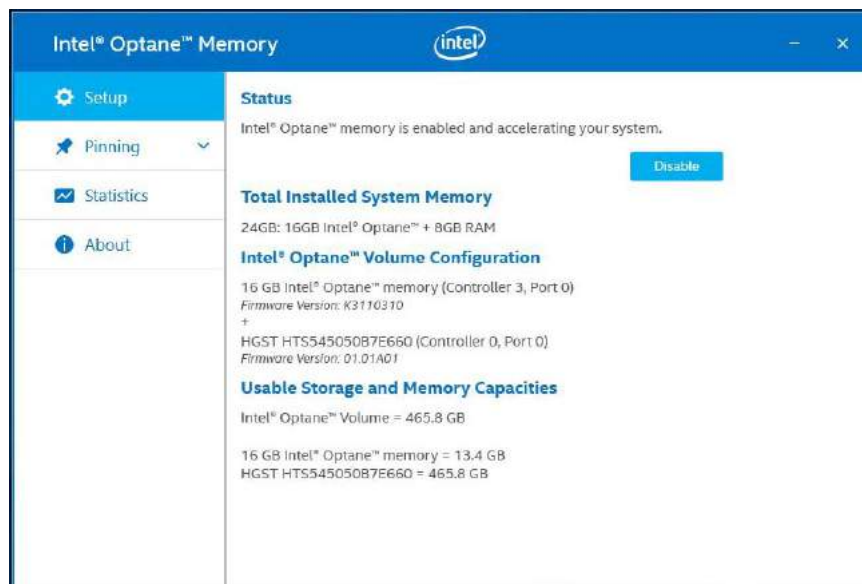 Intel® Optane™ Memory
intel
Setup
Pinning
Statistics
About
Status
Intel® Optane™ memory is enabled and accelerating your system.
Disable
Total Installed System Memory
24GB: 16GB Intel® Optane™ + 8GB RAM
Intel® Optane™ Volume Configuration
16 GB Intel® Optane™ memory (Controller 3, Port 0)
Firmware Version: K3110310
+
HGST HTS545050B7E660 (Controller 0, Port 0)
Firmware Version: 01.01A01
Usable Storage and Memory Capacities
Intel® Optane™ Volume = 465.8 GB
16 GB Intel® Optane™ memory = 13.4 GB
HGST HTS545050B7E660 = 465.8 GB